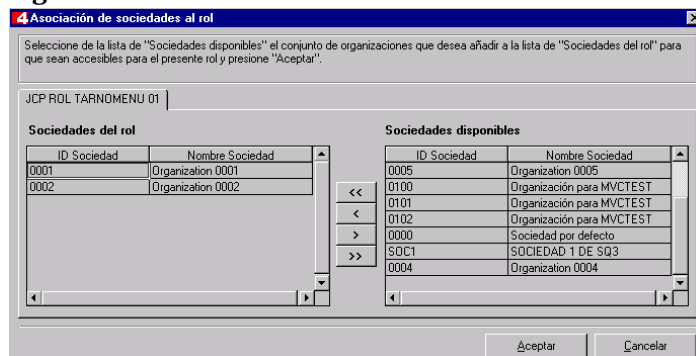 4 Asociación de sociedades al rol
Seleccione de la lista de "Sociedades disponibles" el conjunto de organizaciones que desea añadir a la lista de "Sociedades del rol" para
que sean accesibles para el presente rol y presione "Aceptar".
JCP ROL TARNOMENU 01
Sociedades del rol
ID Sociedad Nombre Sociedad
0001 Organization 0001
0002 Organization 0002
<<
<
>
>>
Sociedades disponibles
ID Sociedad Nombre Sociedad
0005 Organization 0005
0100 Organización para MVCTEST
0101 Organización para MVCTEST
0102 Organización para MVCTEST
0000 Sociedad por defecto
SOC1 SOCIEDAD 1 DE SQ3
0004 Organization 0004
Aceptar Cancelar